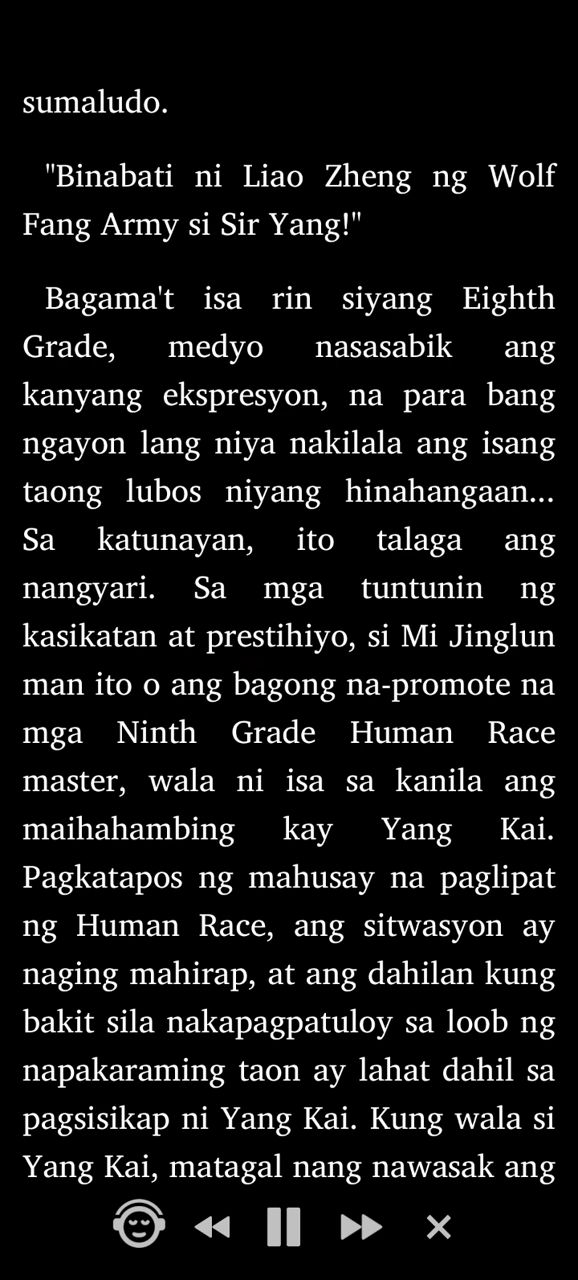 sumaludo.
"Binabati ni Liao Zheng ng Wolf
Fang Army si Sir Yang!"
Bagama't isa rin siyang Eighth
Grade, medyo nasasabik ang
kanyang ekspresyon, na para bang
ngayon lang niya nakilala ang isang
taong lubos niyang hinahangaan...
Sa katunayan, ito talaga ang
nangyari. Sa mga tuntunin ng
kasikatan at prestihiyo, si Mi Jinglun
man ito o ang bagong na-promote na
mga Ninth Grade Human Race
master, wala ni isa sa kanila ang
maihahambing kay Yang Kai.
Pagkatapos ng mahusay na paglipat
ng Human Race, ang sitwasyon ay
naging mahirap, at ang dahilan kung
bakit sila nakapagpatuloy sa loob ng
napakaraming taon ay lahat dahil sa
pagsisikap ni Yang Kai. Kung wala si
Yang Kai, matagal nang nawasak ang